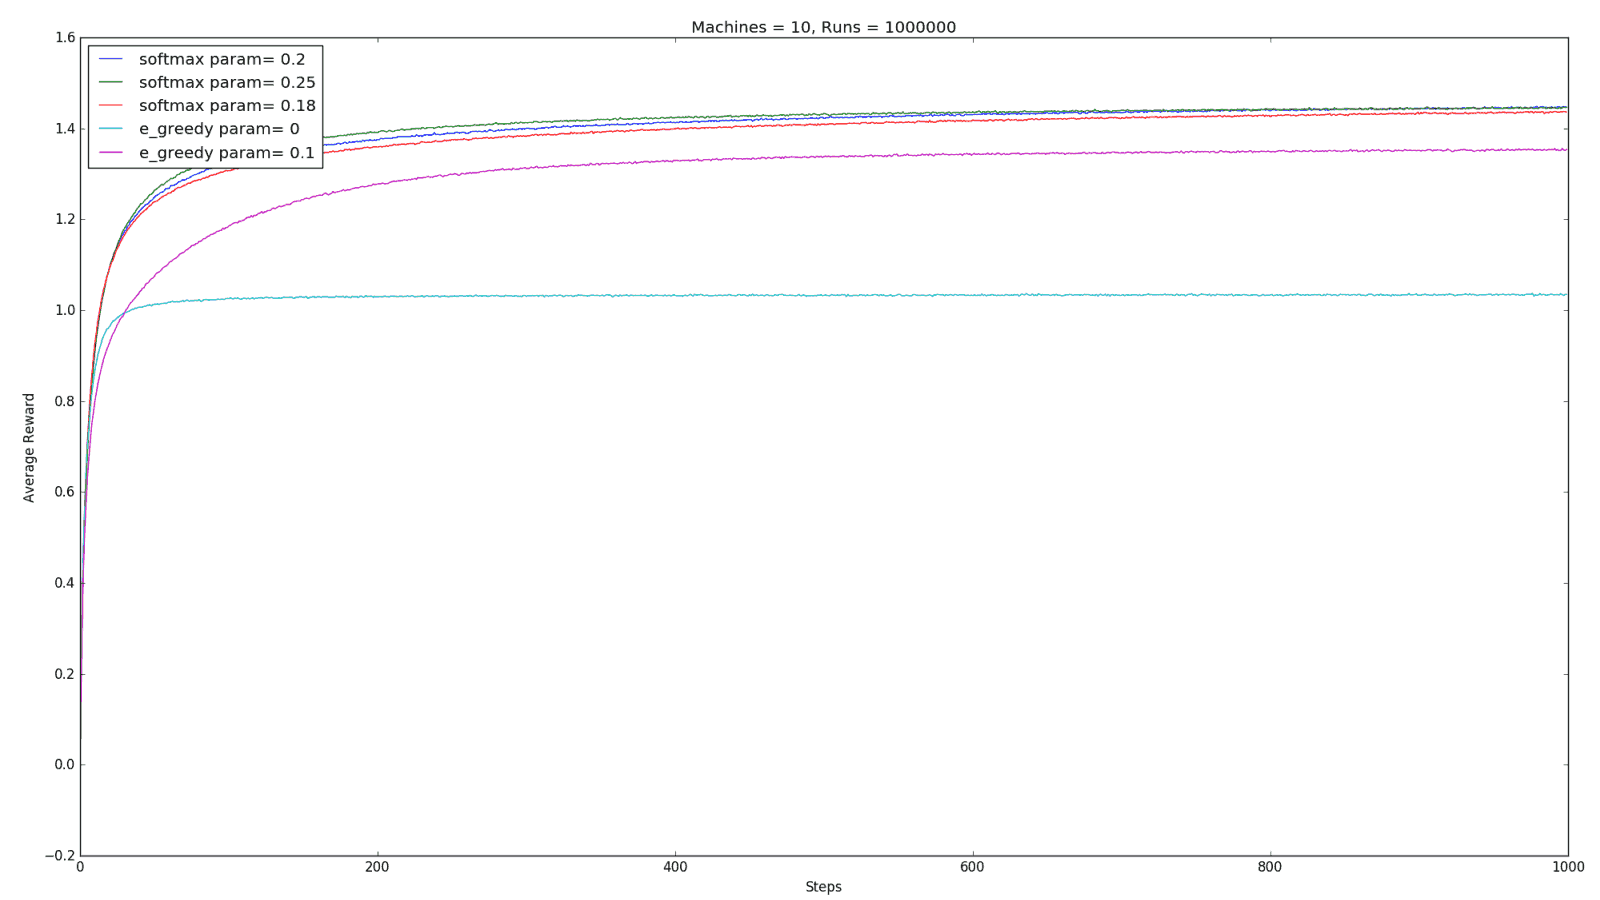 Machines = 10, Runs = 1000000
1.6
1.4
1.2
1.0
0.8
0.6
0.4
0.2
0.0
−0.2
softmax param= 0.2
softmax param= 0.25
softmax param= 0.18
e_greedy param= 0
e_greedy param= 0.1
Average Reward
0 200 400 600 800 1000
Steps